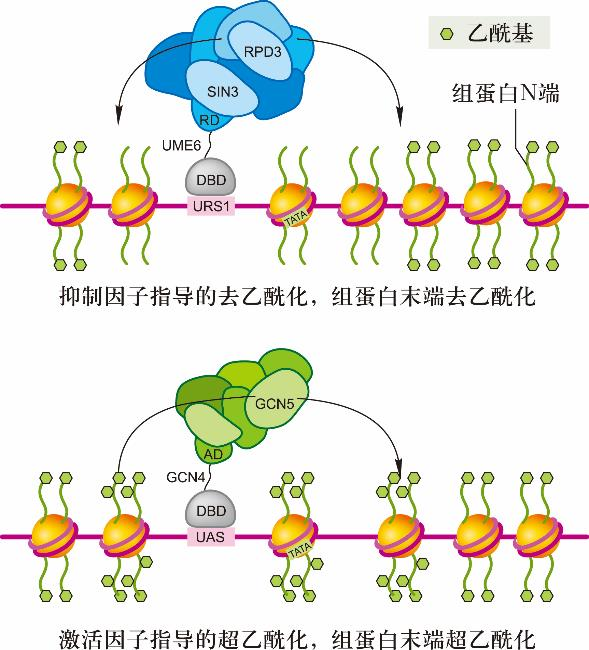 乙酰基
RPD3
SIN3
组蛋白N端
RD
UME6
DBD
URS1
TATA
抑制因子指导的去乙酰化，组蛋白末端去乙酰化
GCN5
AD
GCN4
DBD
UAS
TATA
激活因子指导的超乙酰化，组蛋白末端超乙酰化